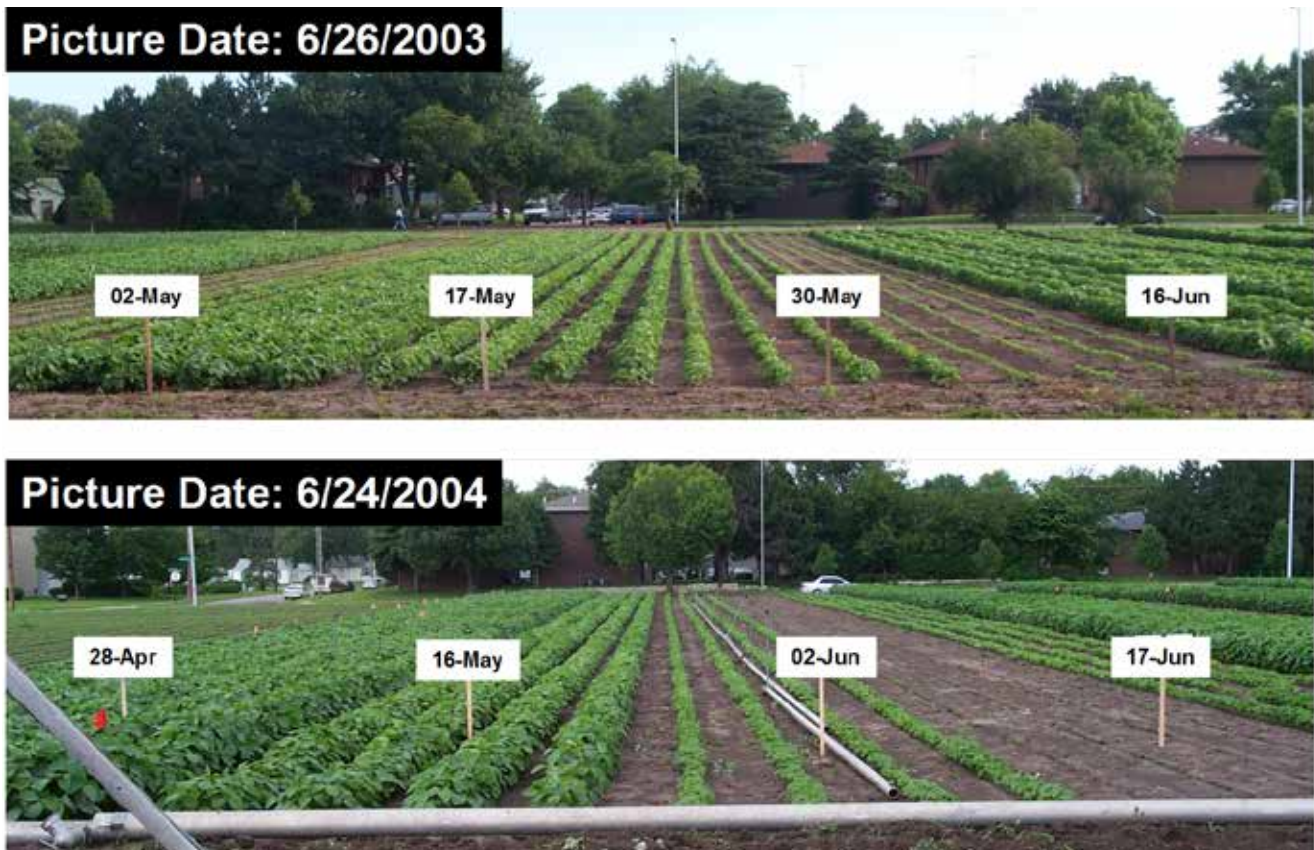 Picture Date: 6/26/2003
02-May
17-May
30-May
16-Jun
Picture Date: 6/24/2004
28-Apr
16-May
02-Jun
17-Jun